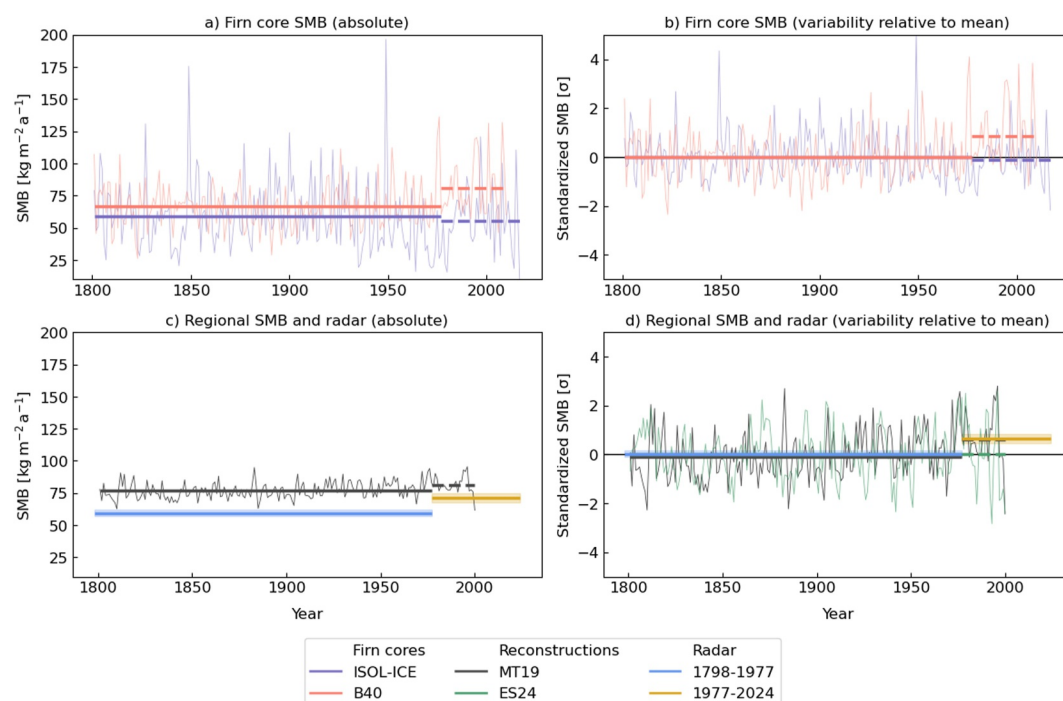 a) Firn core SMB (absolute)
SMB [kg m⁻² a⁻¹]
200
175
150
125
100
75
50
25
1800
1850
1900
1950
2000
b) Firn core SMB (variability relative to mean)
Standardized SMB [σ]
4
2
0
−2
−4
1800
1850
1900
1950
2000
c) Regional SMB and radar (absolute)
SMB [kg m⁻² a⁻¹]
200
175
150
125
100
75
50
25
1800
1850
1900
1950
2000
Year
d) Regional SMB and radar (variability relative to mean)
Standardized SMB [σ]
4
2
0
−2
−4
1800
1850
1900
1950
2000
Year
Firn cores
ISOL-ICE
B40
Reconstructions
MT19
ES24
Radar
1798-1977
1977-2024